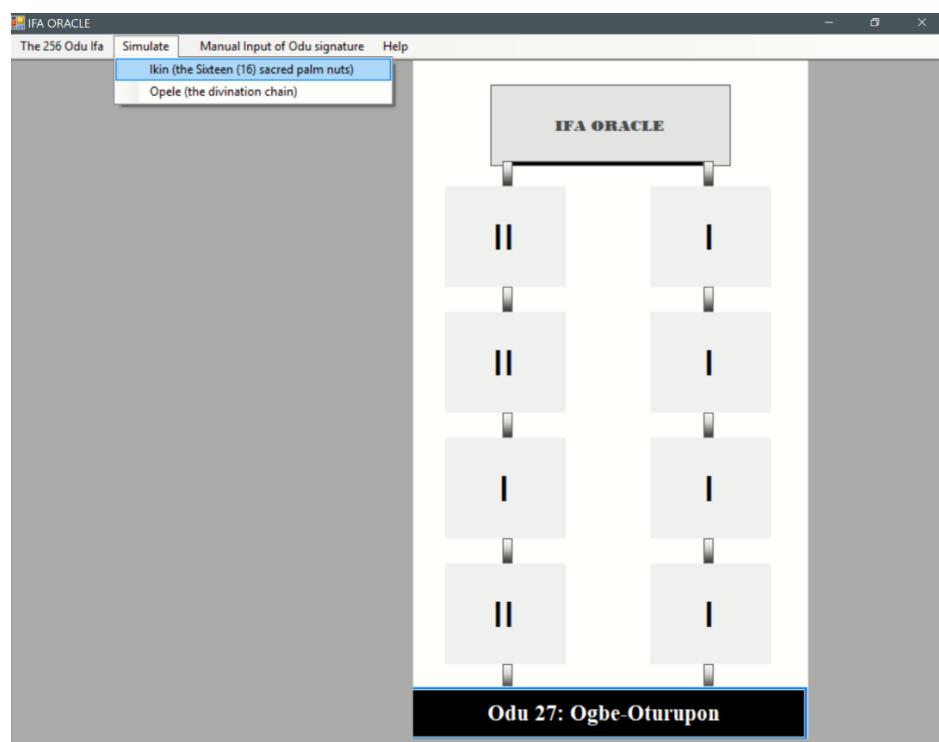 IFA ORACLE
The 256 Odu Ifa Simulate Manual Input of Odu signature Help
Ikin (the Sixteen (16) sacred palm nuts)
Opele (the divination chain)
IFA ORACLE
II I
II I
I I
II I
Odu 27: Ogbe-Oturupon